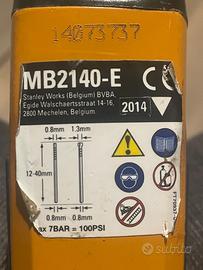 14073737
MB2140-E
CE
Stanley Works (Belgium) BVBA,
Egide Walschaertsstraat 14-16,
2800 Mechelen, Belgium.
2014
0.8mm 1.3mm
12-40mm
0.8mm 0.8mm
ax 7BAR = 100PSI
subito